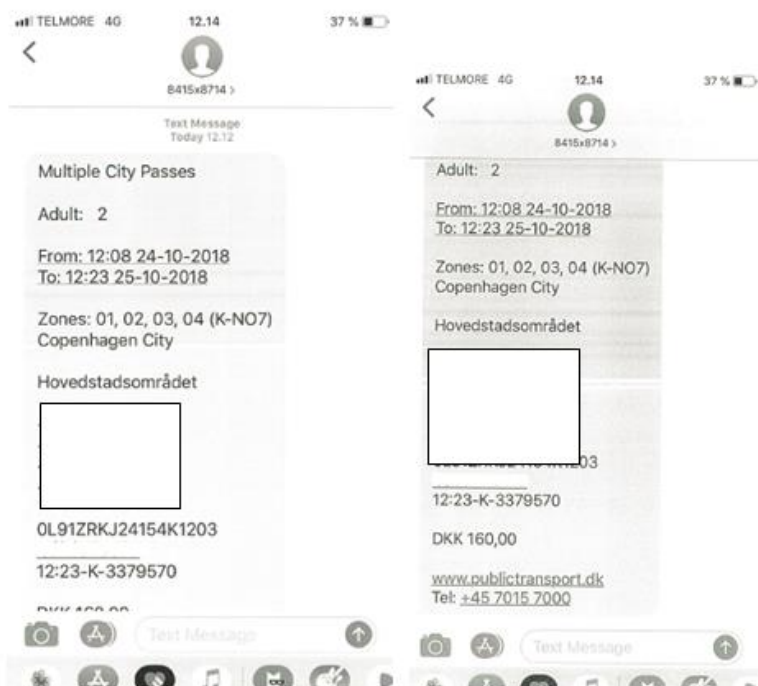 TELMORE 4G 12.14 37 %
8415x8714 >
Text Message
Today 12.12
Multiple City Passes
Adult: 2
From: 12:08 24-10-2018
To: 12:23 25-10-2018
Zones: 01, 02, 03, 04 (K-NO7)
Copenhagen City
Hovedstadsområdet
0L91ZRKJ24154K1203
12:23-K-3379570
Text Message
TELMORE 4G 12.14 37 %
8415x8714 >
Adult: 2
From: 12:08 24-10-2018
To: 12:23 25-10-2018
Zones: 01, 02, 03, 04 (K-NO7)
Copenhagen City
Hovedstadsområdet
12:23-K-3379570
DKK 160,00
www.publictransport.dk
Tel: +45 7015 7000
Text Message